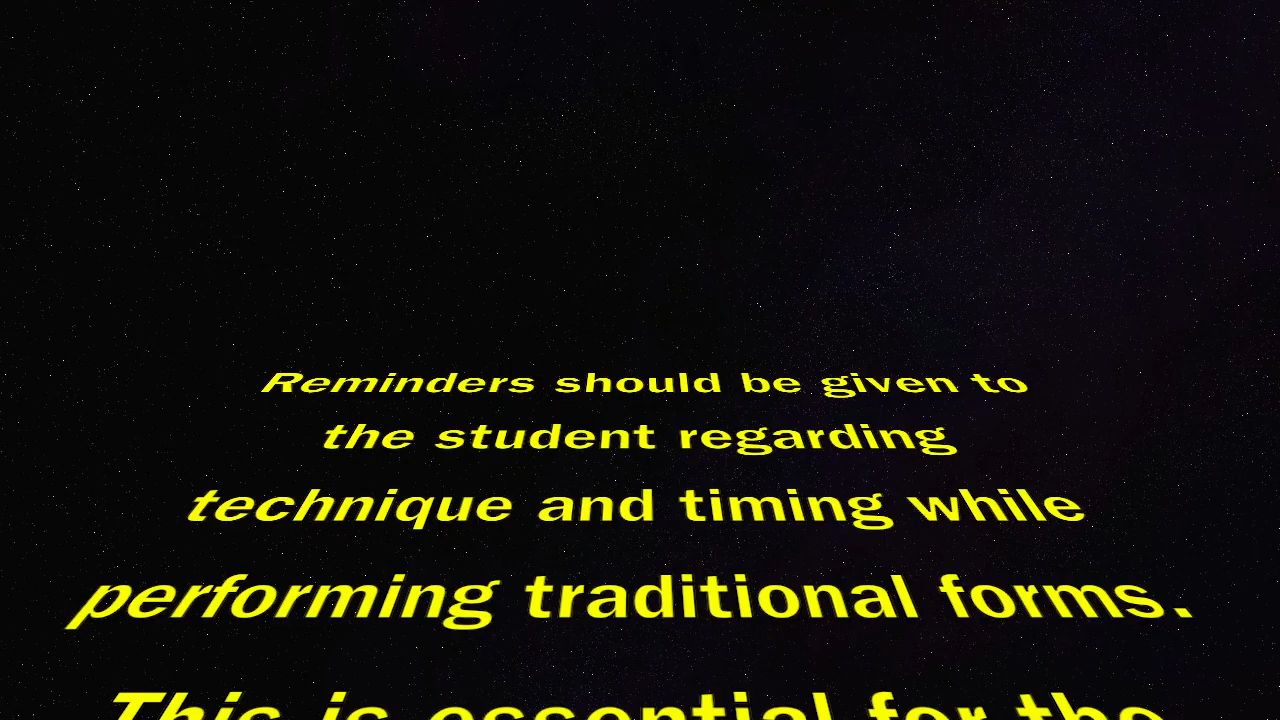 Reminders should be given to
the student regarding
technique and timing while
performing traditional forms.
This is essential for the